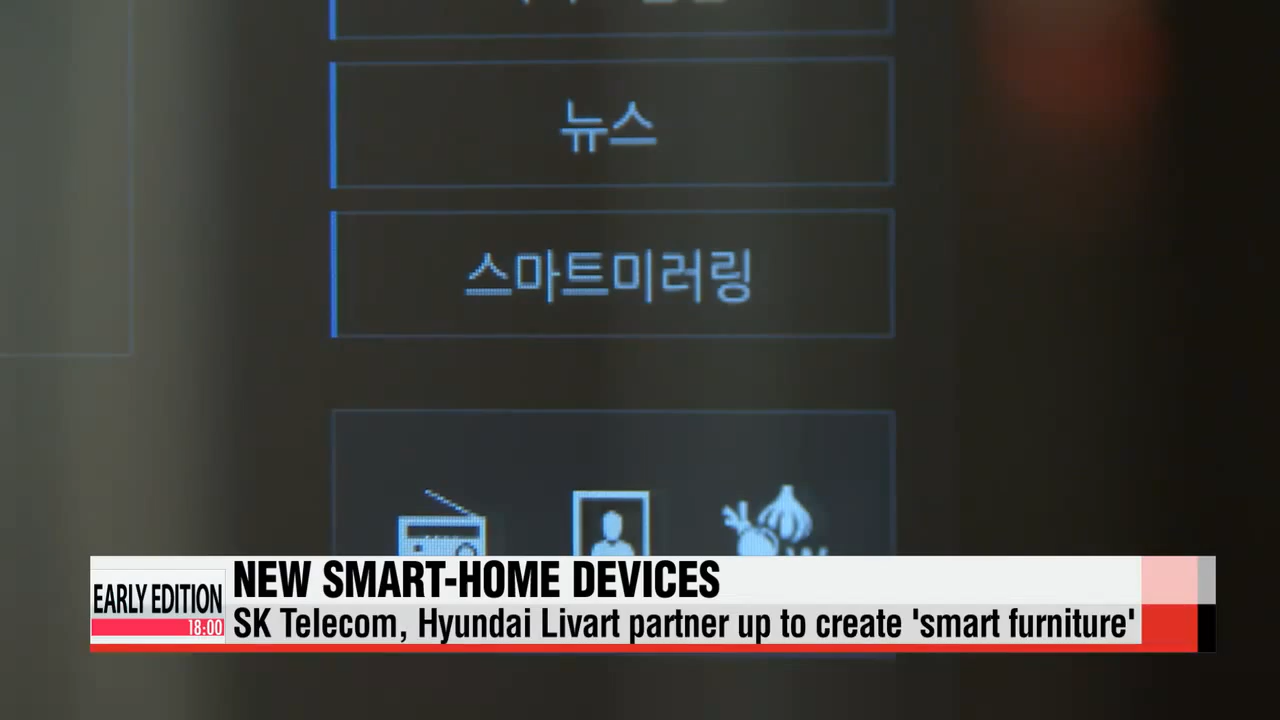 뉴스
스마트미러링
EARLY EDITION
18:00
NEW SMART-HOME DEVICES
SK Telecom, Hyundai Livart partner up to create 'smart furniture'